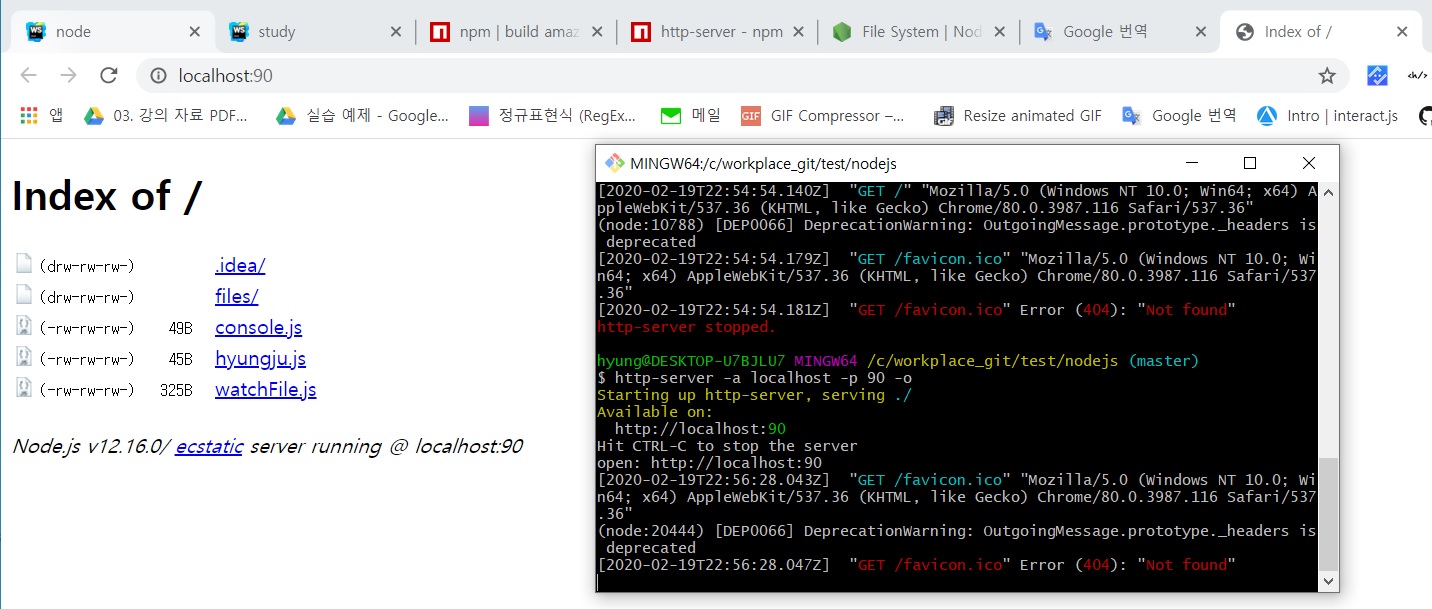 node
study
npm | build amaz
http-server - npm
File System | Nod
Google 번역
Index of /
localhost:90
앱
03. 강의 자료 PDF...
실습 예제 - Google...
정규표현식 (RegEx...
메일
GIF
GIF Compressor –...
Resize animated GIF
Google 번역
Intro | interact.js
Index of /
(drw-rw-rw-) .idea/
(drw-rw-rw-) files/
(-rw-rw-rw-) 49B console.js
(-rw-rw-rw-) 45B hyungju.js
(-rw-rw-rw-) 325B watchFile.js
Node.js v12.16.0/ ecstatic server running @ localhost:90
MINGW64:/c/workplace_git/test/nodejs
[2020-02-19T22:54:54.140Z]  "GET /" "Mozilla/5.0 (Windows NT 10.0; Win64; x64) A
ppleWebKit/537.36 (KHTML, like Gecko) Chrome/80.0.3987.116 Safari/537.36"
(node:10788) [DEP0066] DeprecationWarning: OutgoingMessage.prototype._headers is
 deprecated
[2020-02-19T22:54:54.179Z]  "GET /favicon.ico" "Mozilla/5.0 (Windows NT 10.0; Wi
n64; x64) AppleWebKit/537.36 (KHTML, like Gecko) Chrome/80.0.3987.116 Safari/537
.36"
[2020-02-19T22:54:54.181Z]  "GET /favicon.ico" Error (404): "Not found"
http-server stopped.
hyung@DESKTOP-U7BJLU7 MINGW64 /c/workplace_git/test/nodejs (master)
$ http-server -a localhost -p 90 -o
Starting up http-server, serving ./
Available on:
  http://localhost:90
Hit CTRL-C to stop the server
open: http://localhost:90
[2020-02-19T22:56:28.043Z]  "GET /favicon.ico" "Mozilla/5.0 (Windows NT 10.0; Wi
n64; x64) AppleWebKit/537.36 (KHTML, like Gecko) Chrome/80.0.3987.116 Safari/537
.36"
(node:20444) [DEP0066] DeprecationWarning: OutgoingMessage.prototype._headers is
 deprecated
[2020-02-19T22:56:28.047Z]  "GET /favicon.ico" Error (404): "Not found"